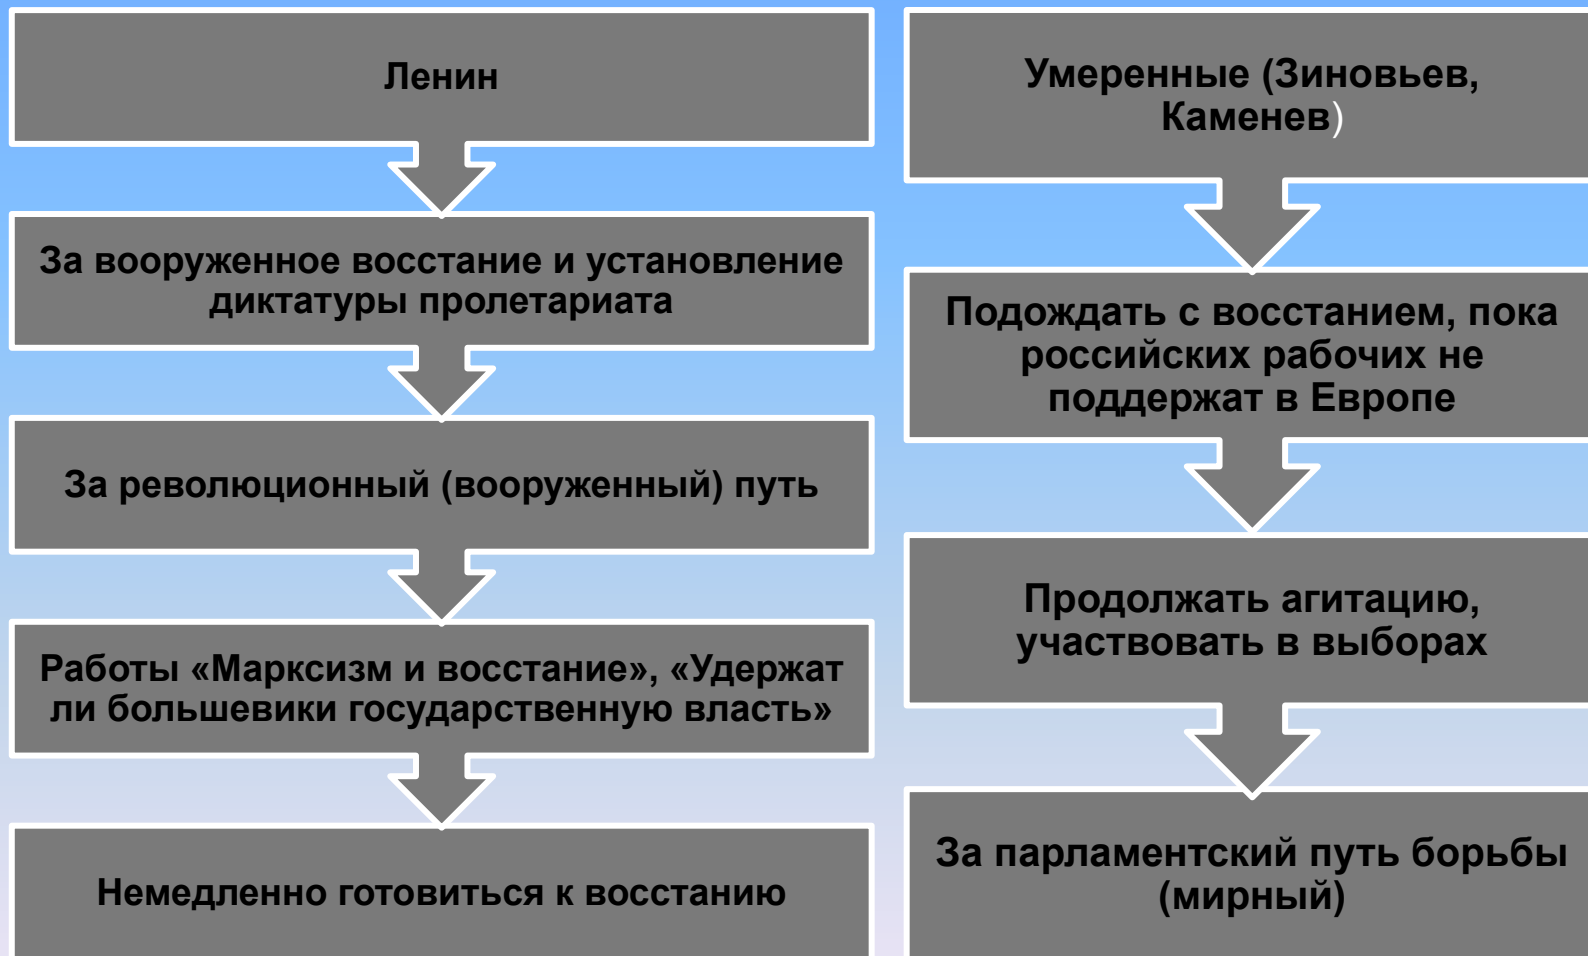 Ленин
За вооруженное восстание и установление
диктатуры пролетариата
За революционный (вооруженный) путь
Работы «Марксизм и восстание», «Удержат
ли большевики государственную власть»
Немедленно готовиться к восстанию
Умеренные (Зиновьев,
Каменев)
Подождать с восстанием, пока
российских рабочих не
поддержат в Европе
Продолжать агитацию,
участвовать в выборах
За парламентский путь борьбы
(мирный)